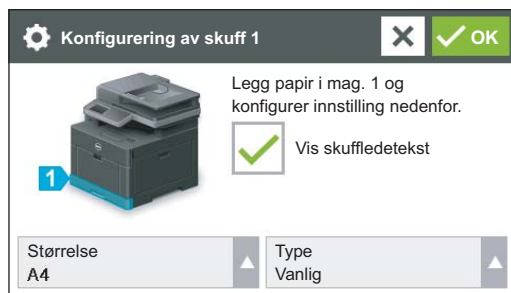 Konfigurering av skuff 1
OK
Legg papir i mag. 1 og
konfigurer innstilling nedenfor.
Vis skuffledetekst
1
Størrelse
A4
Type
Vanlig